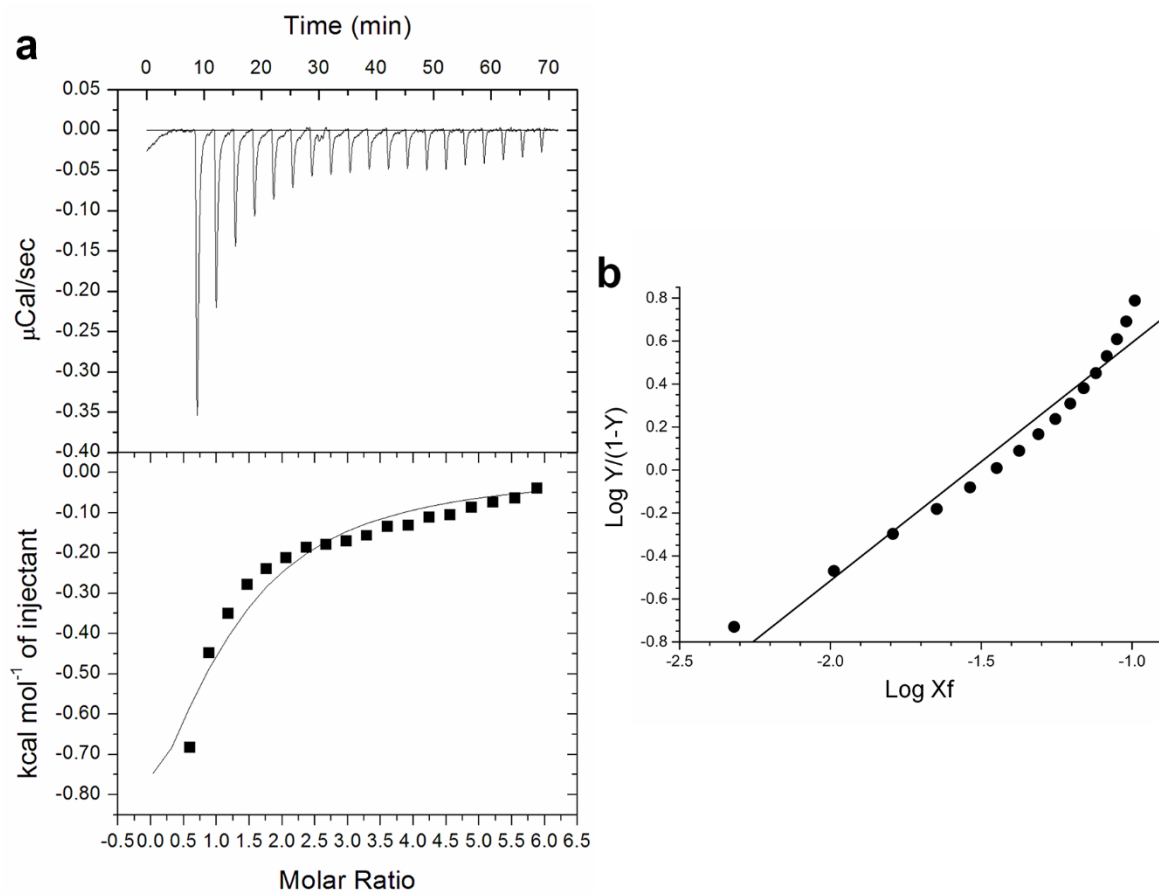 a
Time (min)
0 10 20 30 40 50 60 70
0.05
0.00
-0.05
-0.10
-0.15
-0.20
-0.25
-0.30
-0.35
-0.40
µCal/sec
0.00
-0.10
-0.20
-0.30
-0.40
-0.50
-0.60
-0.70
-0.80
kcal mol⁻¹ of injectant
-0.5 0.0 0.5 1.0 1.5 2.0 2.5 3.0 3.5 4.0 4.5 5.0 5.5 6.0 6.5
Molar Ratio
b
0.8
0.6
0.4
0.2
0.0
-0.2
-0.4
-0.6
-0.8
Log Y/(1-Y)
-2.5 -2.0 -1.5 -1.0
Log Xf